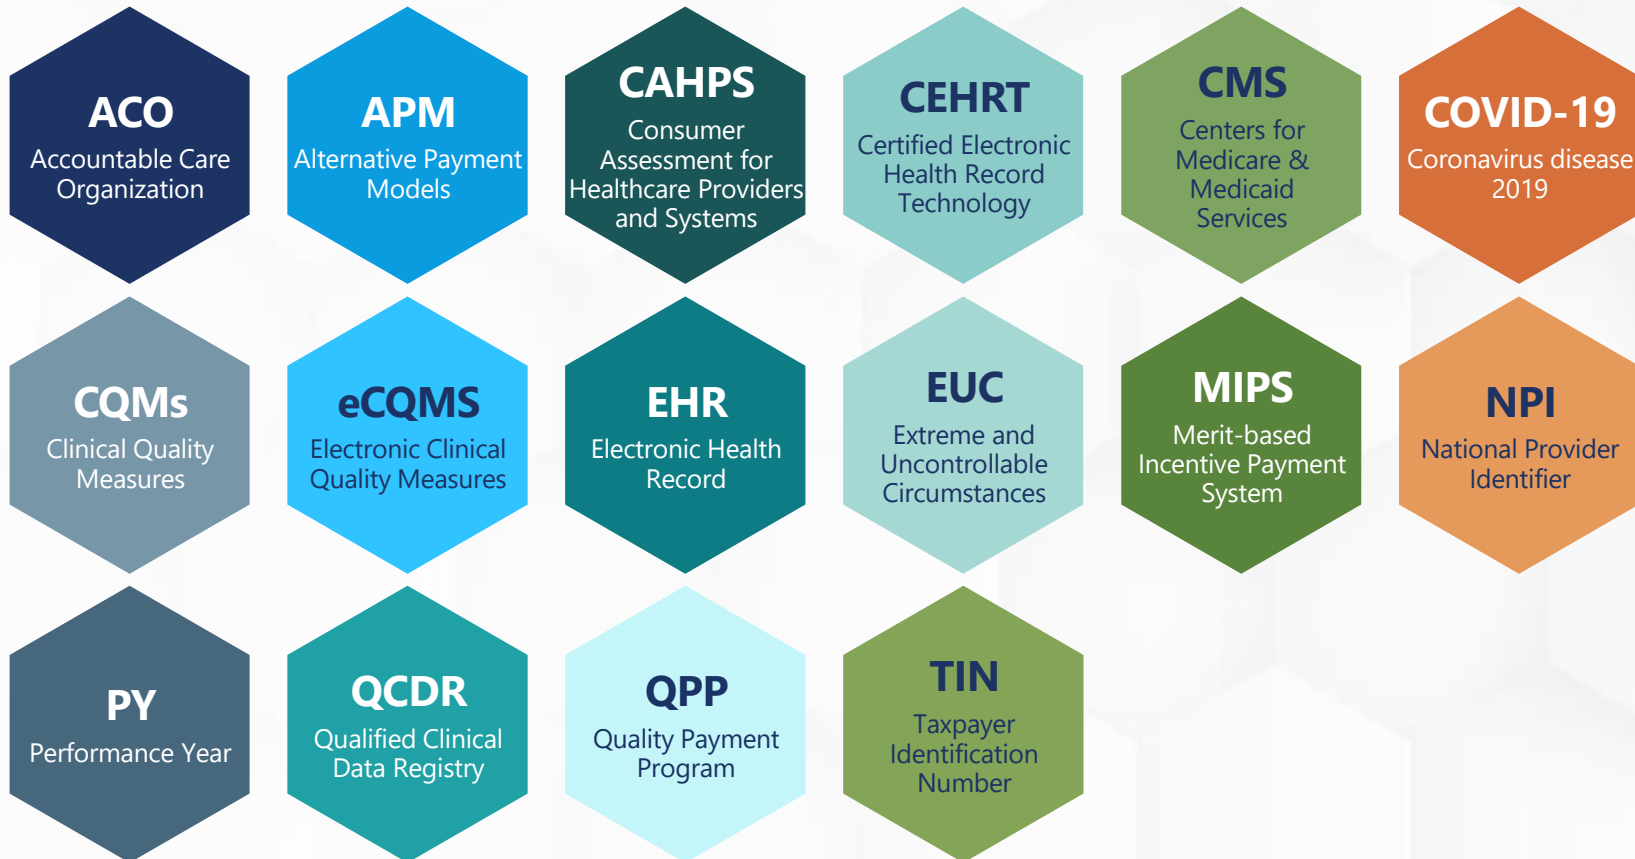 ACO
Accountable Care
Organization
APM
Alternative Payment
Models
CAHPS
Consumer
Assessment for
Healthcare Providers
and Systems
CEHRT
Certified Electronic
Health Record
Technology
CMS
Centers for
Medicare &
Medicaid
Services
COVID-19
Coronavirus disease
2019
CQMs
Clinical Quality
Measures
eCQMS
Electronic Clinical
Quality Measures
EHR
Electronic Health
Record
EUC
Extreme and
Uncontrollable
Circumstances
MIPS
Merit-based
Incentive Payment
System
NPI
National Provider
Identifier
PY
Performance Year
QCDR
Qualified Clinical
Data Registry
QPP
Quality Payment
Program
TIN
Taxpayer
Identification
Number